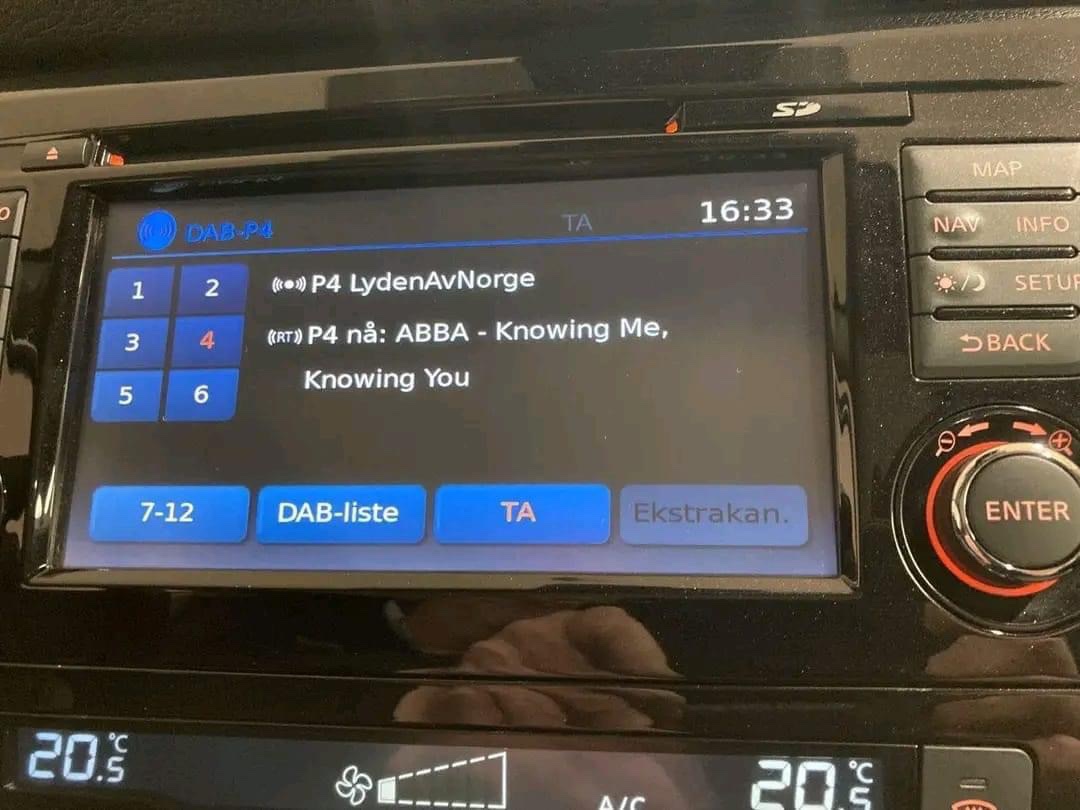 SD
MAP
NAV INFO
SETUP
BACK
ENTER
DAB-P4 TA 16:33
1 2
3 4
5 6
P4 LydenAvNorge
(RT) P4 nå: ABBA - Knowing Me,
Knowing You
7-12 DAB-liste TA Ekstrakan.
20.5 °C A/C 20.5 °C